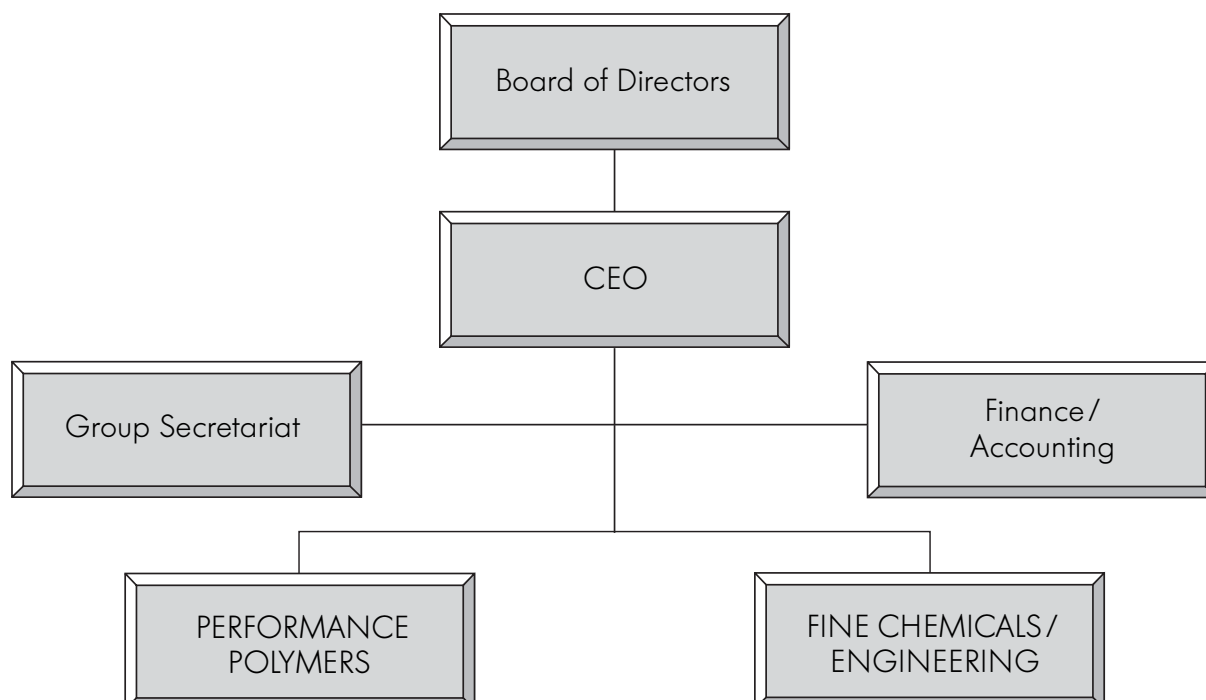 Board of Directors
CEO
Group Secretariat
Finance/
Accounting
PERFORMANCE
POLYMERS
FINE CHEMICALS/
ENGINEERING